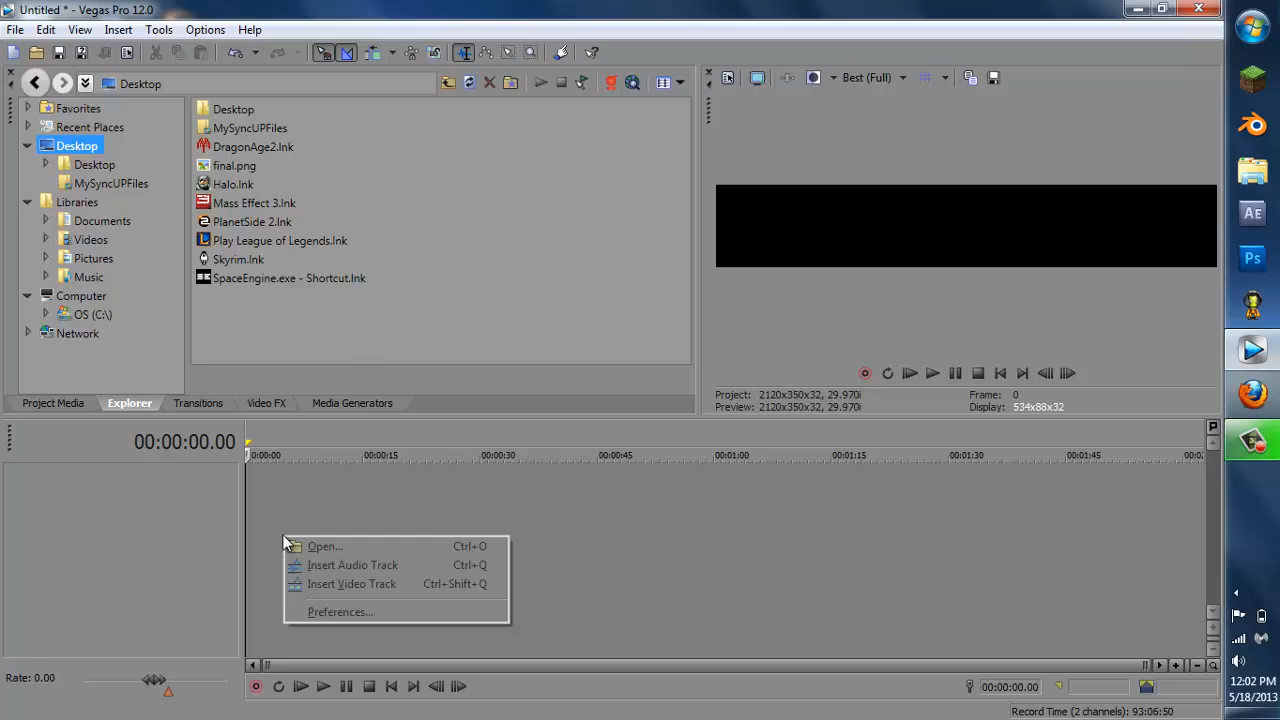 Untitled * - Vegas Pro 12.0
File Edit View Insert Tools Options Help
Desktop
Best (Full)
Favorites
Recent Places
Desktop
Desktop
MySyncUPFiles
Libraries
Documents
Videos
Pictures
Music
Computer
OS (C:)
Network
Desktop
MySyncUPFiles
DragonAge2.lnk
final.png
Halo.lnk
Mass Effect 3.lnk
PlanetSide 2.lnk
Play League of Legends.lnk
Skyrim.lnk
SpaceEngine.exe - Shortcut.lnk
Project: 2120x350x32, 29.970i Frame: 0
Preview: 2120x350x32, 29.970i Display: 534x88x32
Project Media Explorer Transitions Video FX Media Generators
00:00:00.00
0:00:00 00:00:15 00:00:30 00:00:45 00:01:00 00:01:15 00:01:30 00:01:45
Open... Ctrl+O
Insert Audio Track Ctrl+Q
Insert Video Track Ctrl+Shift+Q
Preferences...
Rate: 0.00
00:00:00.00
Record Time (2 channels): 93:06:50
AE
Ps
12:02 PM
5/18/2013